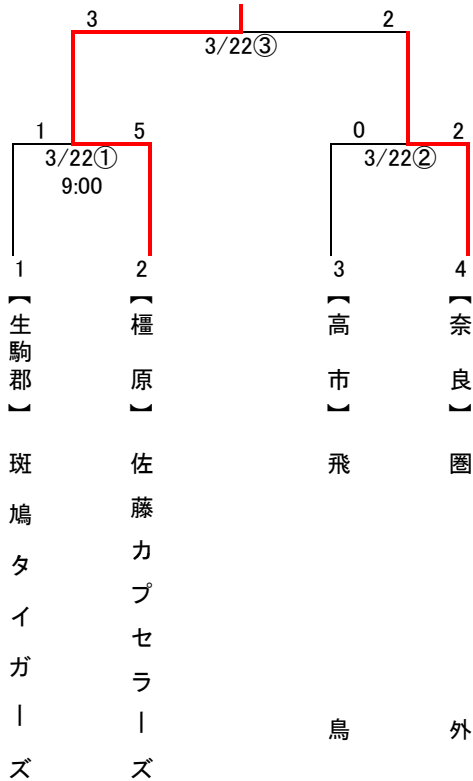 3 2
3/22③
1 5 0 2
3/22① 3/22②
9:00
1 2 3 4
【生駒郡】斑鳩タイガーズ
【橿原】佐藤カプセラーズ
【高市】飛鳥
【奈良】圏外